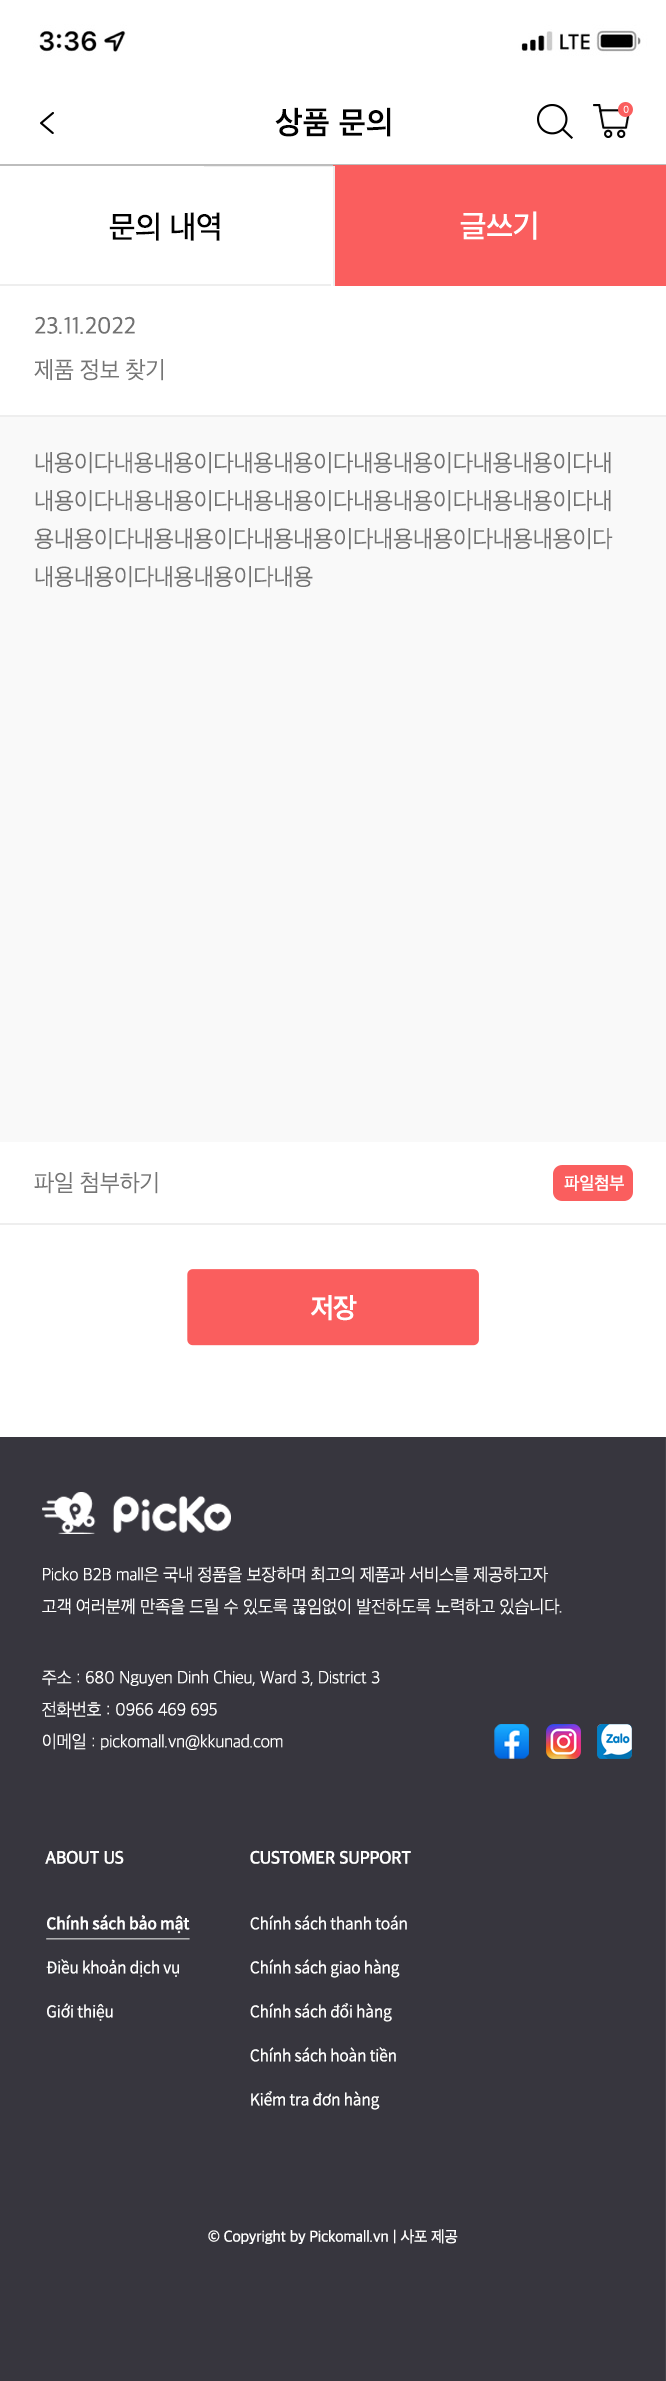 3:36
LTE
상품 문의
0
문의 내역
글쓰기
23.11.2022
제품 정보 찾기
내용이다내용내용이다내용내용이다내용내용이다내용내용이다내
내용이다내용내용이다내용내용이다내용내용이다내용내용이다내
용내용이다내용내용이다내용내용이다내용내용이다내용내용이다
내용내용이다내용내용이다내용
파일 첨부하기
파일첨부
저장
PicKo
Picko B2B mall은 국내 정품을 보장하며 최고의 제품과 서비스를 제공하고자
고객 여러분께 만족을 드릴 수 있도록 끊임없이 발전하도록 노력하고 있습니다.
주소 : 680 Nguyen Dinh Chieu, Ward 3, District 3
전화번호 : 0966 469 695
이메일 : pickomall.vn@kkunad.com
Zalo
ABOUT US
CUSTOMER SUPPORT
Chính sách bảo mật
Chính sách thanh toán
Điều khoản dịch vụ
Chính sách giao hàng
Giới thiệu
Chính sách đổi hàng
Chính sách hoàn tiền
Kiểm tra đơn hàng
© Copyright by Pickomall.vn | 사포 제공